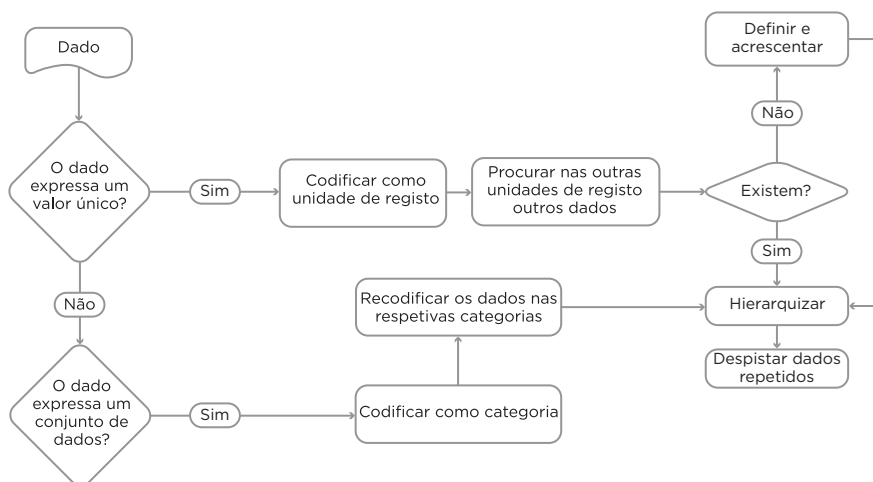 Dado
Definir e
acrescentar
Não
O dado
expressa um
valor único?
Sim
Codificar como
unidade de registo
Procurar nas outras
unidades de registo
outros dados
Existem?
Sim
Não
Recodificar os dados nas
respetivas categorias
Hierarquizar
Despistar dados
repetidos
O dado
expressa um
conjunto de
dados?
Sim
Codificar como categoria